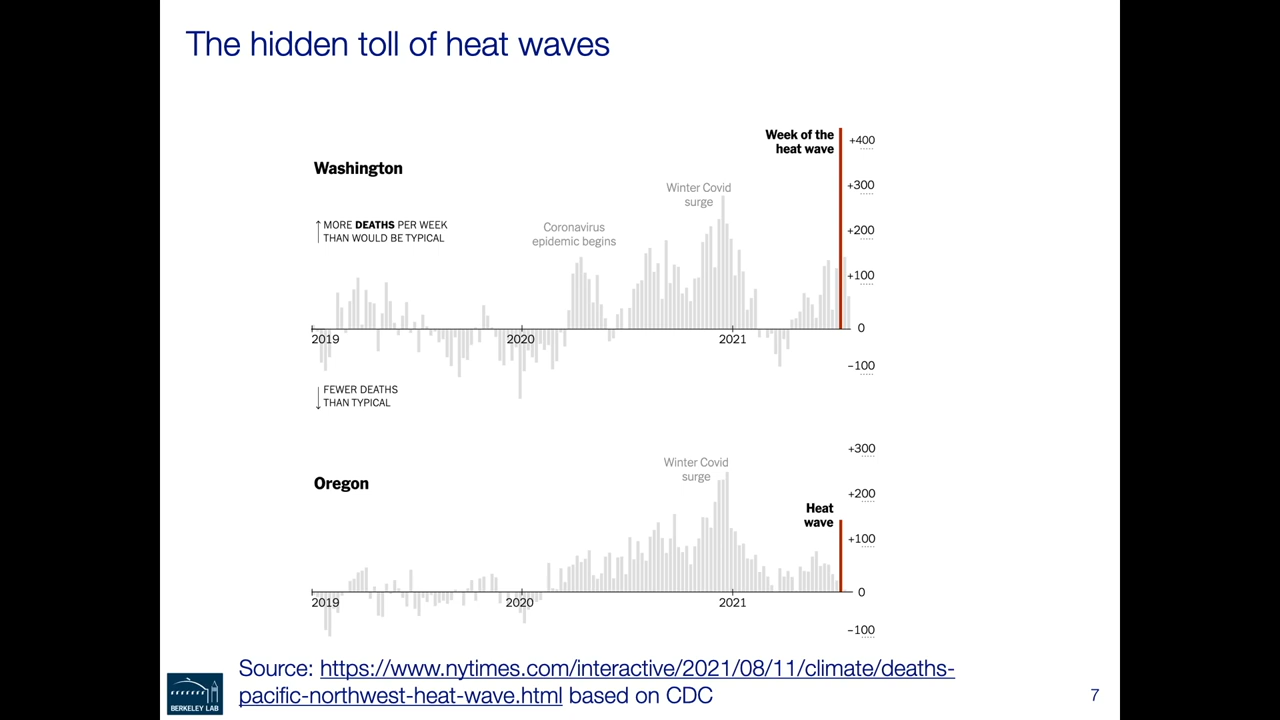 The hidden toll of heat waves
Week of the
heat wave
+400
+300
+200
+100
0
−100
Washington
Winter Covid
surge
MORE DEATHS PER WEEK
THAN WOULD BE TYPICAL
Coronavirus
epidemic begins
2019
2020
2021
FEWER DEATHS
THAN TYPICAL
Oregon
Winter Covid
surge
Heat
wave
+300
+200
+100
0
−100
2019
2020
2021
Source: https://www.nytimes.com/interactive/2021/08/11/climate/deaths-
pacific-northwest-heat-wave.html based on CDC
BERKELEY LAB
7